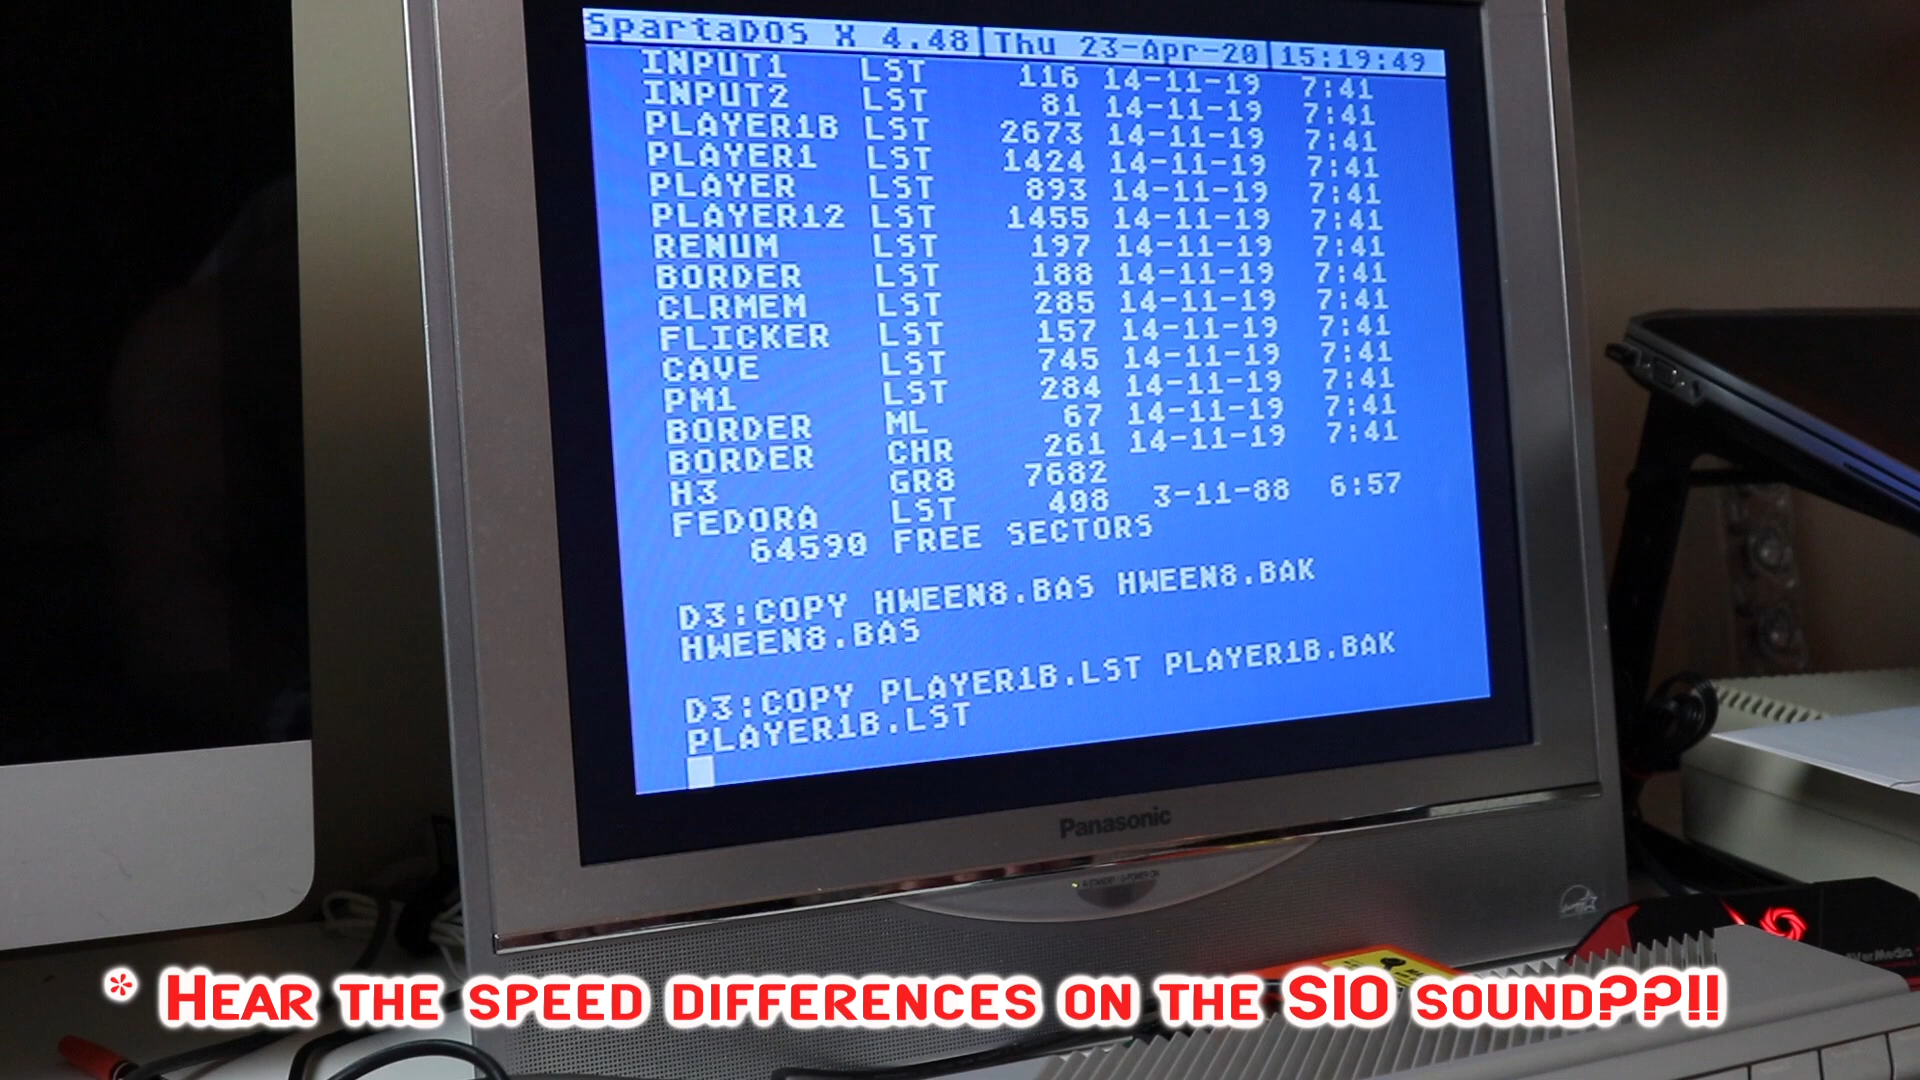 SpartaDOS X 4.48 Thu 23-Apr-20 15:19:49
INPUT1 LST 116 14-11-19 7:41
INPUT2 LST 81 14-11-19 7:41
PLAYER1B LST 2673 14-11-19 7:41
PLAYER1 LST 1424 14-11-19 7:41
PLAYER LST 893 14-11-19 7:41
PLAYER12 LST 1455 14-11-19 7:41
RENUM LST 197 14-11-19 7:41
BORDER LST 188 14-11-19 7:41
CLRMEM LST 285 14-11-19 7:41
FLICKER LST 157 14-11-19 7:41
CAVE LST 745 14-11-19 7:41
PM1 LST 284 14-11-19 7:41
BORDER ML 67 14-11-19 7:41
BORDER CHR 261 14-11-19 7:41
H3 GR8 7682
FEDORA LST 408 3-11-88 6:57
64590 FREE SECTORS
D3:COPY HWEEN8.BAS HWEEN8.BAK
HWEEN8.BAS
D3:COPY PLAYER1B.LST PLAYER1B.BAK
PLAYER1B.LST
Panasonic
AVerMedia
* Hear the speed differences on the SIO sound??!!